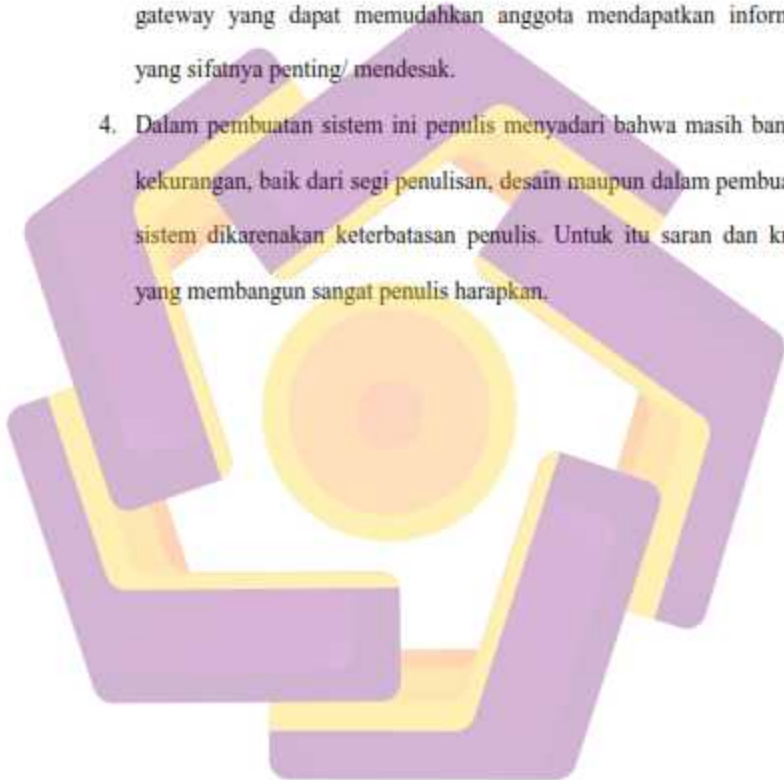 gateway yang dapat memudahkan anggota mendapatkan inform
yang sifatnya penting/ mendesak.
4. Dalam pembuatan sistem ini penulis menyadari bahwa masih ban
kekurangan, baik dari segi penulisan, desain maupun dalam pembua
sistem dikarenakan keterbatasan penulis. Untuk itu saran dan k
yang membangun sangat penulis harapkan.